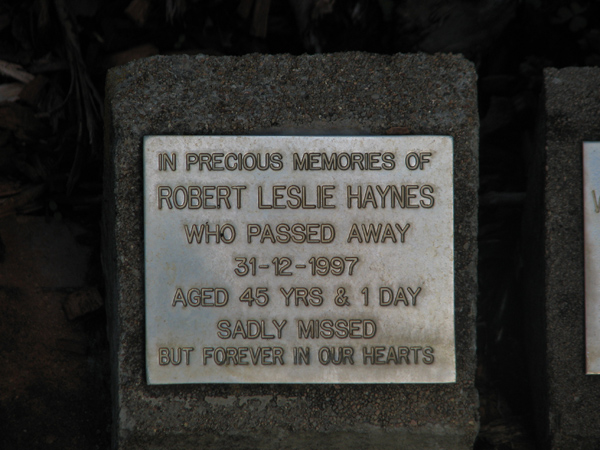 IN PRECIOUS MEMORIES OF
ROBERT LESLIE HAYNES
WHO PASSED AWAY
31-12-1997
AGED 45 YRS & 1 DAY
SADLY MISSED
BUT FOREVER IN OUR HEARTS